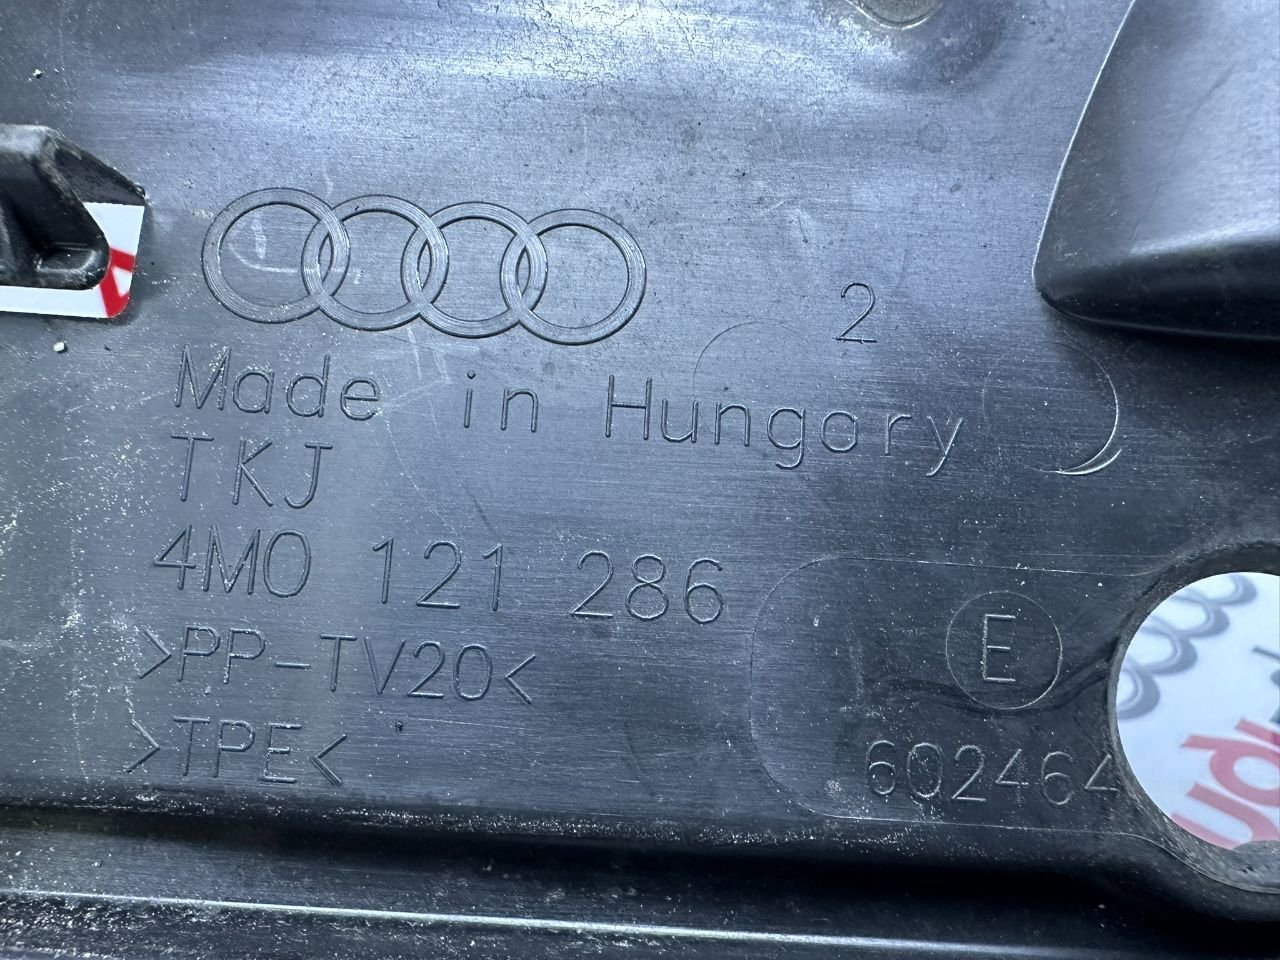 2
Made in Hungary
TKJ
4M0 121 286
>PP-TV20<
E
>TPE<
602464